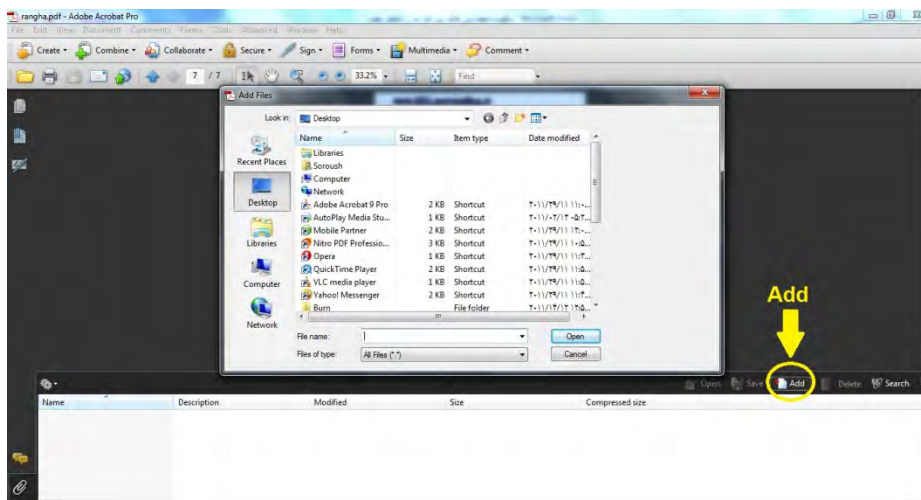 rangha.pdf - Adobe Acrobat Pro
File Edit View Document Comments Forms Tools Advanced Window Help
Create Combine Collaborate Secure Sign Forms Multimedia Comment
7 / 7 33.2% Find
Add Files
Look in: Desktop
Name Size Item type Date modified
Libraries
Soroush
Computer
Network
Adobe Acrobat 9 Pro 2 KB Shortcut
AutoPlay Media Stu... 1 KB Shortcut
Mobile Partner 2 KB Shortcut
Nitro PDF Professio... 3 KB Shortcut
Opera 1 KB Shortcut
QuickTime Player 2 KB Shortcut
VLC media player 1 KB Shortcut
Yahoo! Messenger 2 KB Shortcut
Burn File folder
Recent Places
Desktop
Libraries
Computer
Network
File name: Open
Files of type: All Files (*.*) Cancel
Add
Open Save Add Delete Search
Name Description Modified Size Compressed size